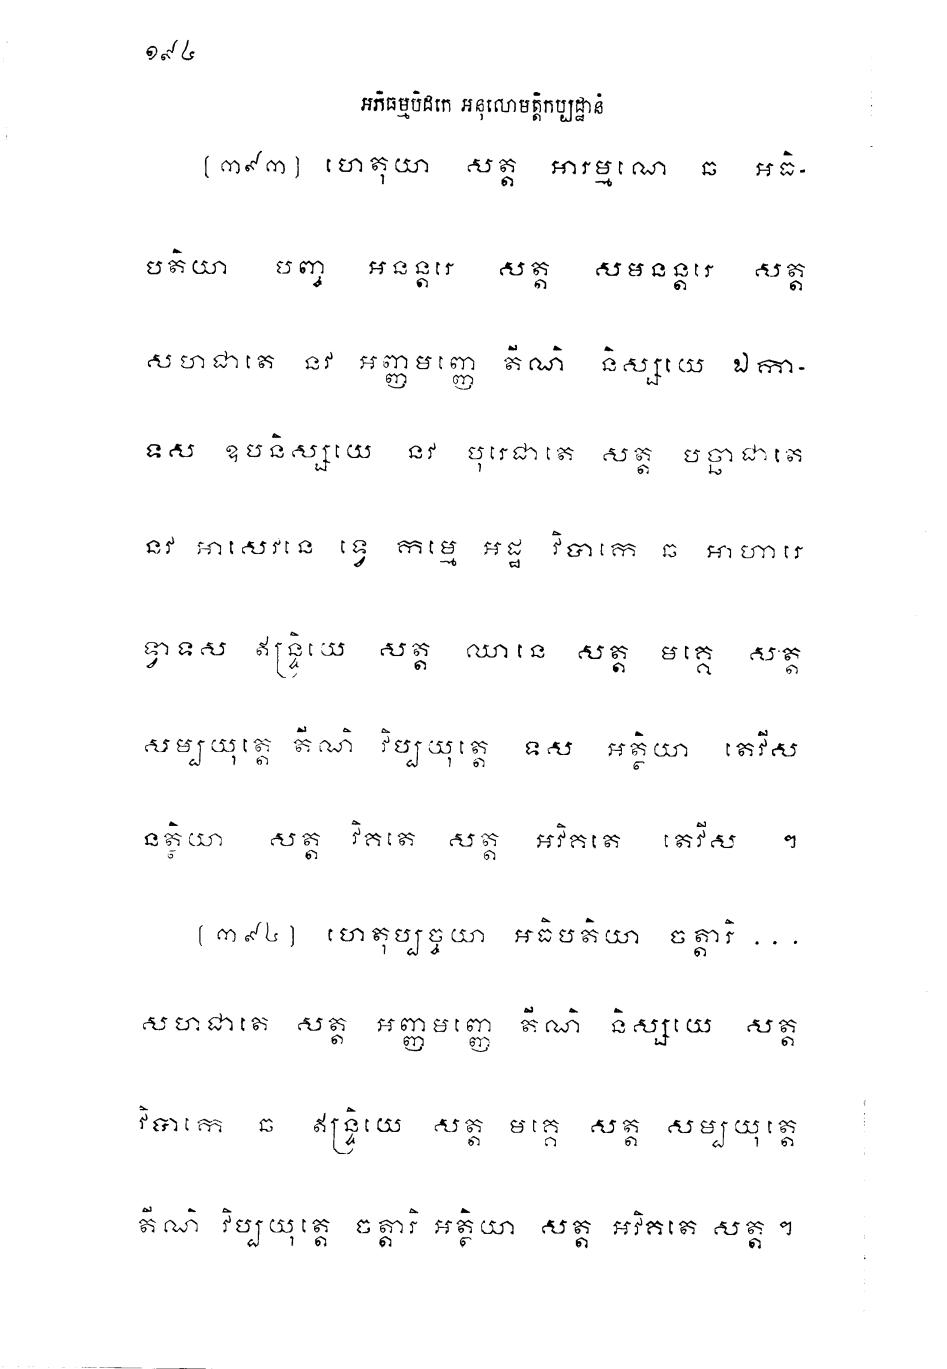 ១៩៤
អភិធម្មបិដកេ អនុលោមត្តិកប្បដ្ឋានំ
[៣៩៣] ហេតុយា សត្ត អារម្មណេ ឆ អធិ-
បតិយា បញ្ច អនន្តរេ សត្ត សមនន្តរេ សត្ត
សហជាតេ នវ អញ្ញមញ្ញេ តីណិ និស្សយេ ឯកា-
ទស ឧបនិស្សយេ នវ បុរេជាតេ សត្ត បច្ឆាជាតេ
នវ អាសេវនេ ទ្វេ កម្មេ អដ្ឋ វិបាកេ ឆ អាហារេ
ទ្វាទស ឥន្ទ្រិយេ សត្ត ឈានេ សត្ត មគ្គេ សត្ត
សម្បយុត្តេ តីណិ វិប្បយុត្តេ ទស អត្ថិយា តេវីស
នត្ថិយា សត្ត វិគតេ សត្ត អវិគតេ តេវីស ។
[៣៩៤] ហេតុប្បច្ចយា អធិបតិយា ចត្តារិ ...
សហជាតេ សត្ត អញ្ញមញ្ញេ តីណិ និស្សយេ សត្ត
វិបាកេ ឆ ឥន្ទ្រិយេ សត្ត មគ្គេ សត្ត សម្បយុត្តេ
តីណិ វិប្បយុត្តេ ចត្តារិ អត្ថិយា សត្ត អវិគតេ សត្ត ។